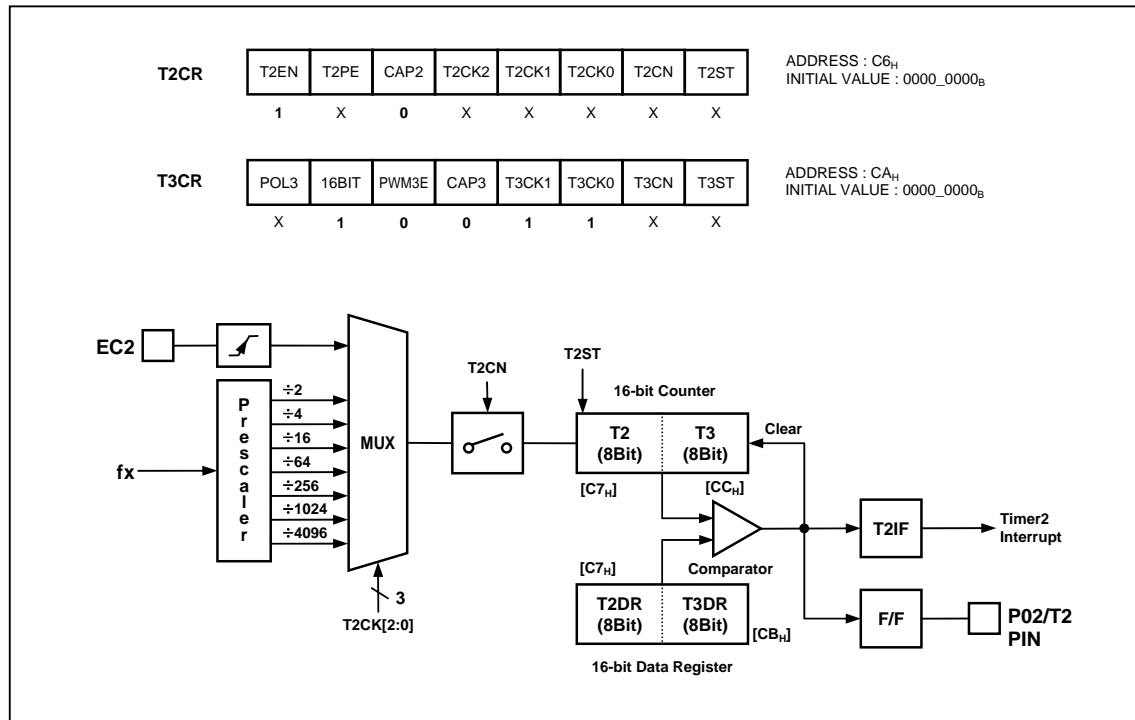 T2CR T2EN T2PE CAP2 T2CK2 T2CK1 T2CK0 T2CN T2ST
ADDRESS : C6H
INITIAL VALUE : 0000_0000B
1 X 0 X X X X X
T3CR POL3 16BIT PWM3E CAP3 T3CK1 T3CK0 T3CN T3ST
ADDRESS : CAH
INITIAL VALUE : 0000_0000B
X 1 0 0 1 1 X X
EC2
fx
Prescaler
÷2
÷4
÷16
÷64
÷256
÷1024
÷4096
MUX
3
T2CK[2:0]
T2CN
T2ST
16-bit Counter
T2
(8Bit)
T3
(8Bit)
Clear
[C7H]
[CCH]
Comparator
[C7H]
T2DR
(8Bit)
T3DR
(8Bit)
[CBH]
16-bit Data Register
T2IF
Timer2
Interrupt
F/F
P02/T2
PIN